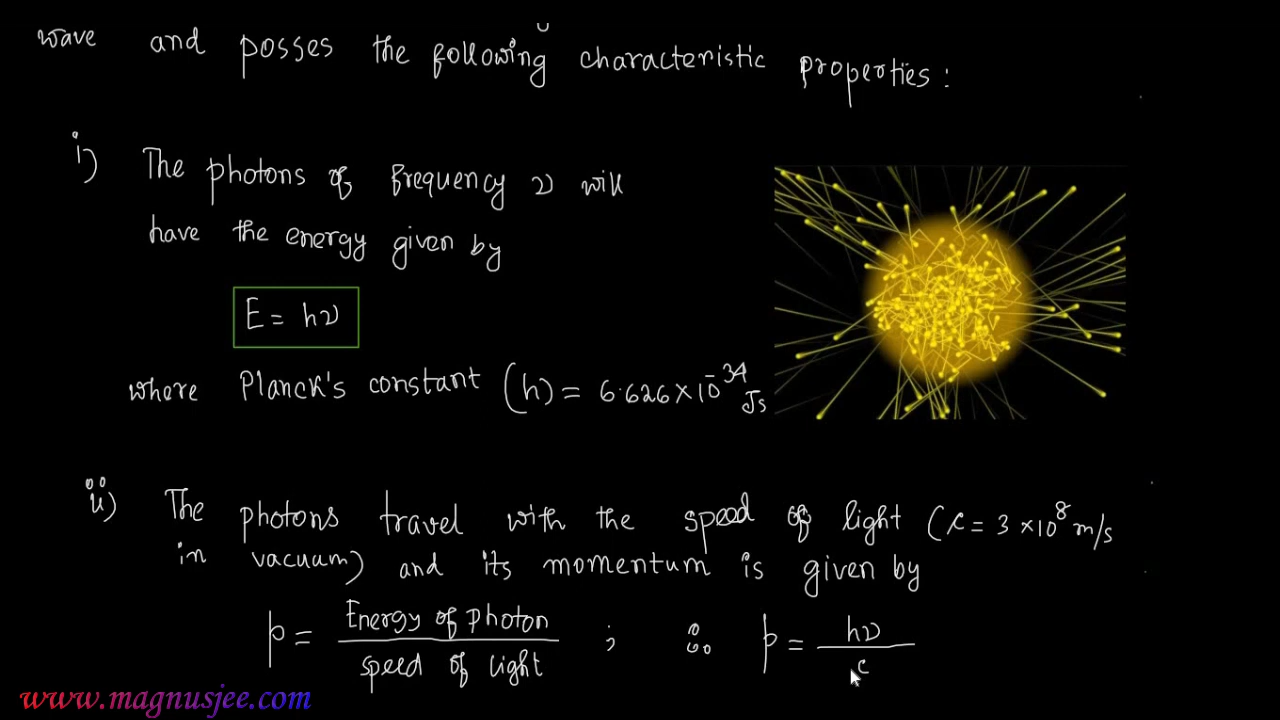 wave and posses the following characteristic properties:
i) The photons of frequency ν will
have the energy given by
E = hν
where Planck's constant (h) = 6.626 × 10⁻³⁴ Js
ii) The photons travel with the speed of light (c = 3 × 10⁸ m/s
in vacuum) and its momentum is given by
p = Energy of photon / speed of light ; ∴ p = hν / c
www.magnusjee.com